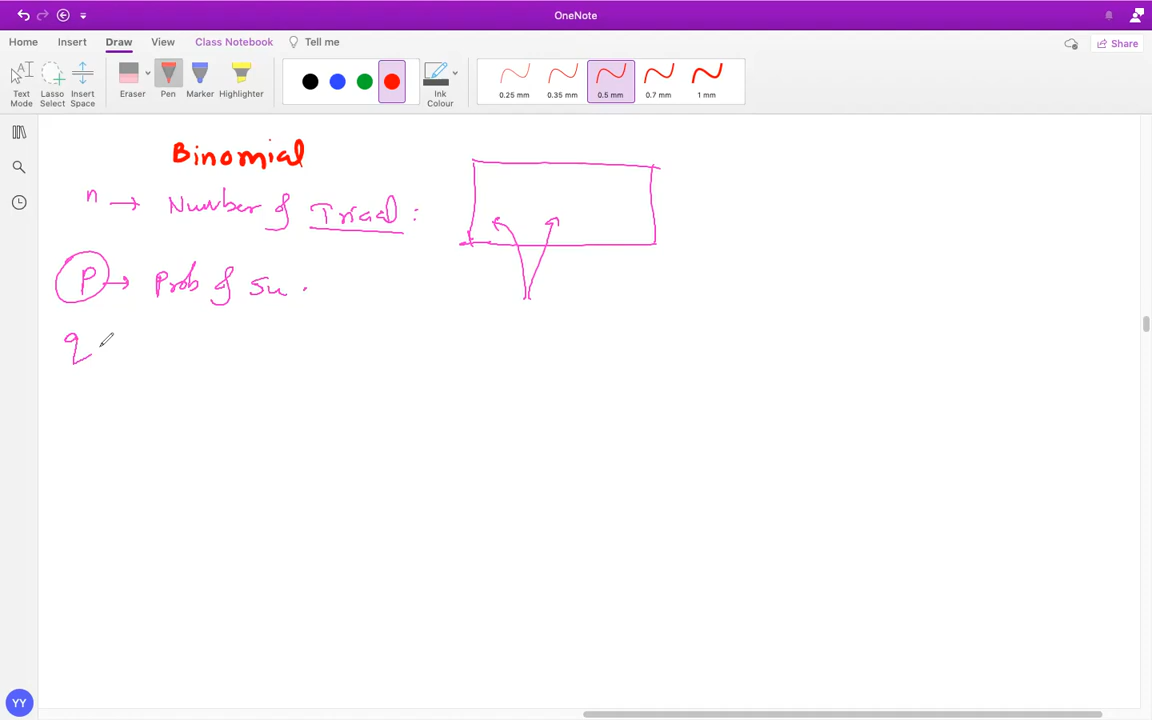 OneNote
Home Insert Draw View Class Notebook Tell me Share
Text Mode Lasso Select Insert Space Eraser Pen Marker Highlighter Ink Colour 0.25 mm 0.35 mm 0.5 mm 0.7 mm 1 mm
Binomial
n → Number of Triaal :
P → Prob of Su .
q
YY